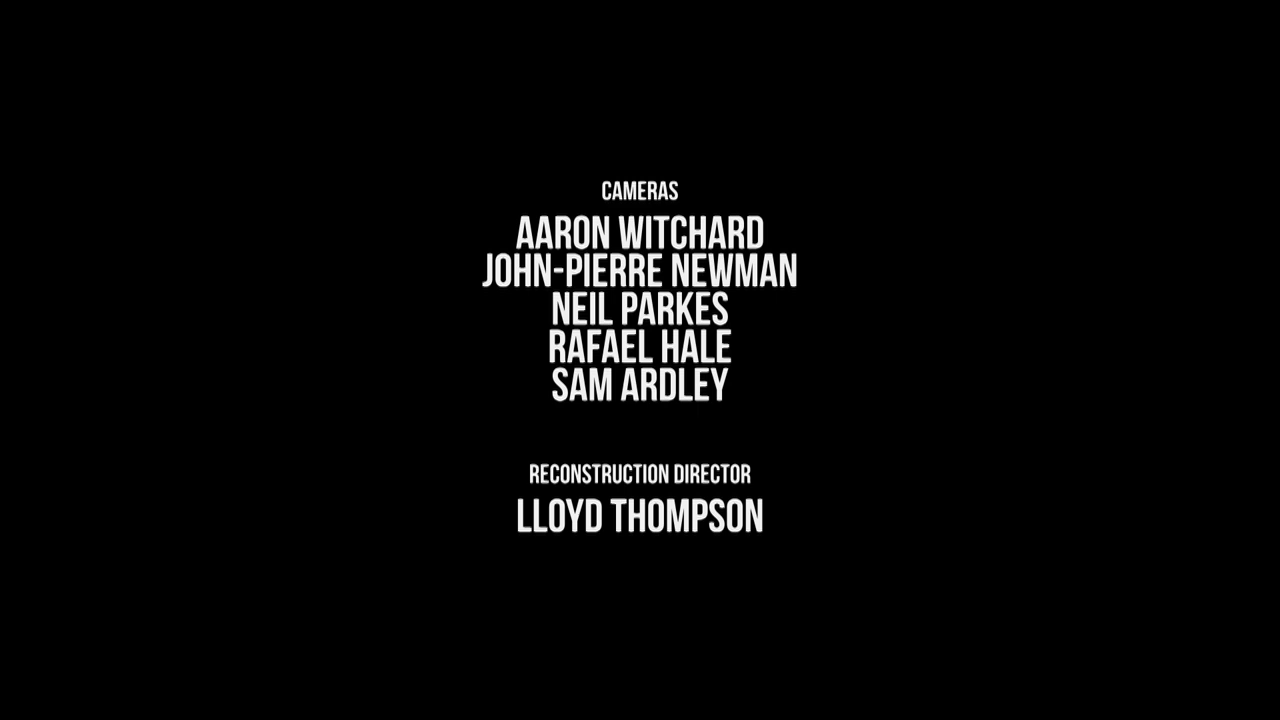 CAMERAS
AARON WITCHARD
JOHN-PIERRE NEWMAN
NEIL PARKES
RAFAEL HALE
SAM ARDLEY
RECONSTRUCTION DIRECTOR
LLOYD THOMPSON